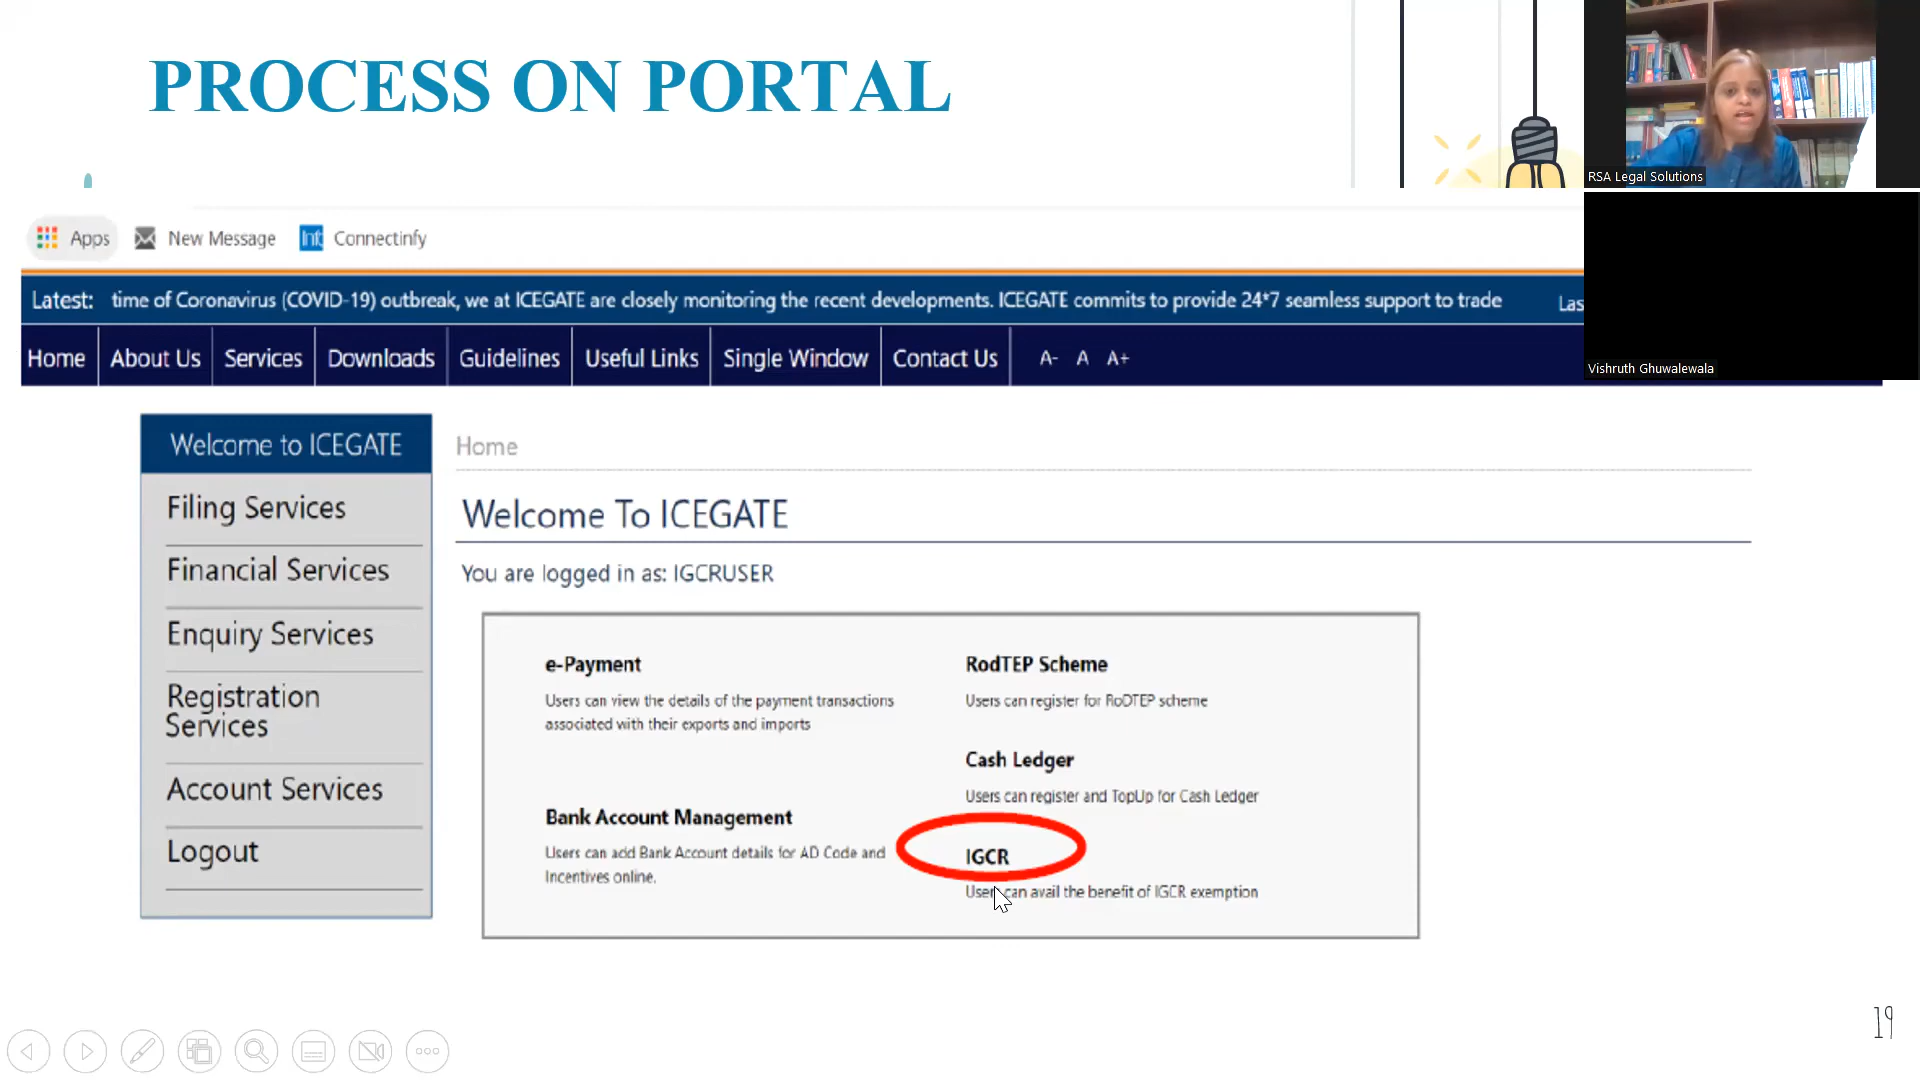 PROCESS ON PORTAL
RSA Legal Solutions
Apps New Message Connectinfy
Latest: time of Coronavirus (COVID-19) outbreak, we at ICEGATE are closely monitoring the recent developments. ICEGATE commits to provide 24*7 seamless support to trade Las
Home About Us Services Downloads Guidelines Useful Links Single Window Contact Us A- A A+
Vishruth Ghuwalewala
Welcome to ICEGATE
Filing Services
Financial Services
Enquiry Services
Registration
Services
Account Services
Logout
Home
Welcome To ICEGATE
You are logged in as: IGCRUSER
e-Payment
Users can view the details of the payment transactions
associated with their exports and imports
Bank Account Management
Users can add Bank Account details for AD Code and
Incentives online.
RodTEP Scheme
Users can register for RoDTEP scheme
Cash Ledger
Users can register and TopUp for Cash Ledger
IGCR
Users can avail the benefit of IGCR exemption
19